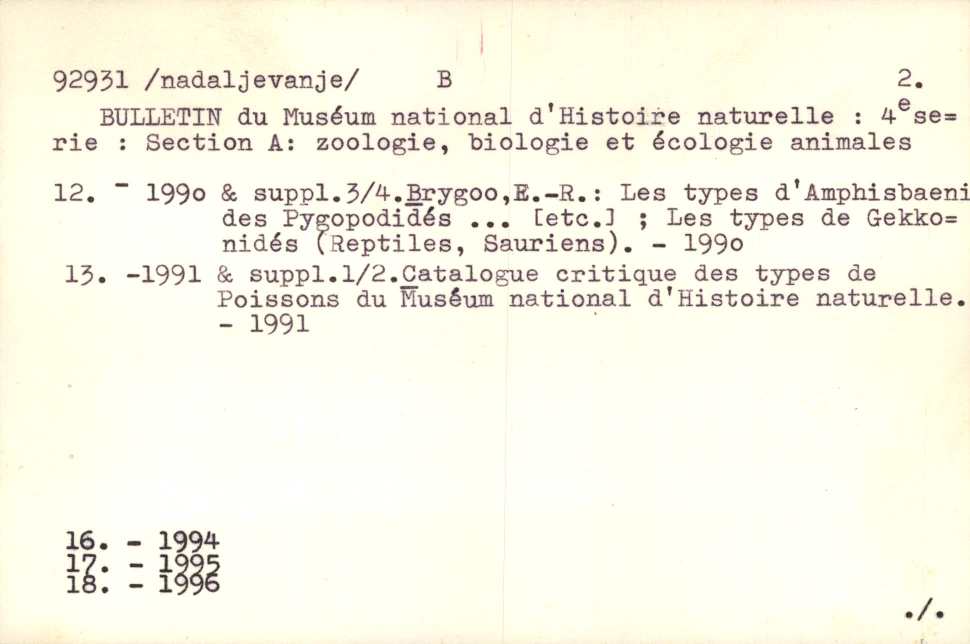 92931 /nadaljevanje/ B 2.
BULLETIN du Muséum national d'Histoire naturelle : 4e se=
rie : Section A: zoologie, biologie et écologie animales
12. - 199o & suppl.3/4.Brygoo,E.-R.: Les types d'Amphisbaeni
des Pygopodidés ... [etc.] ; Les types de Gekko=
nidés (Reptiles, Sauriens). - 199o
13. -1991 & suppl.1/2.Catalogue critique des types de
Poissons du Muséum national d'Histoire naturelle.
- 1991
16. - 1994
17. - 1995
18. - 1996
./.